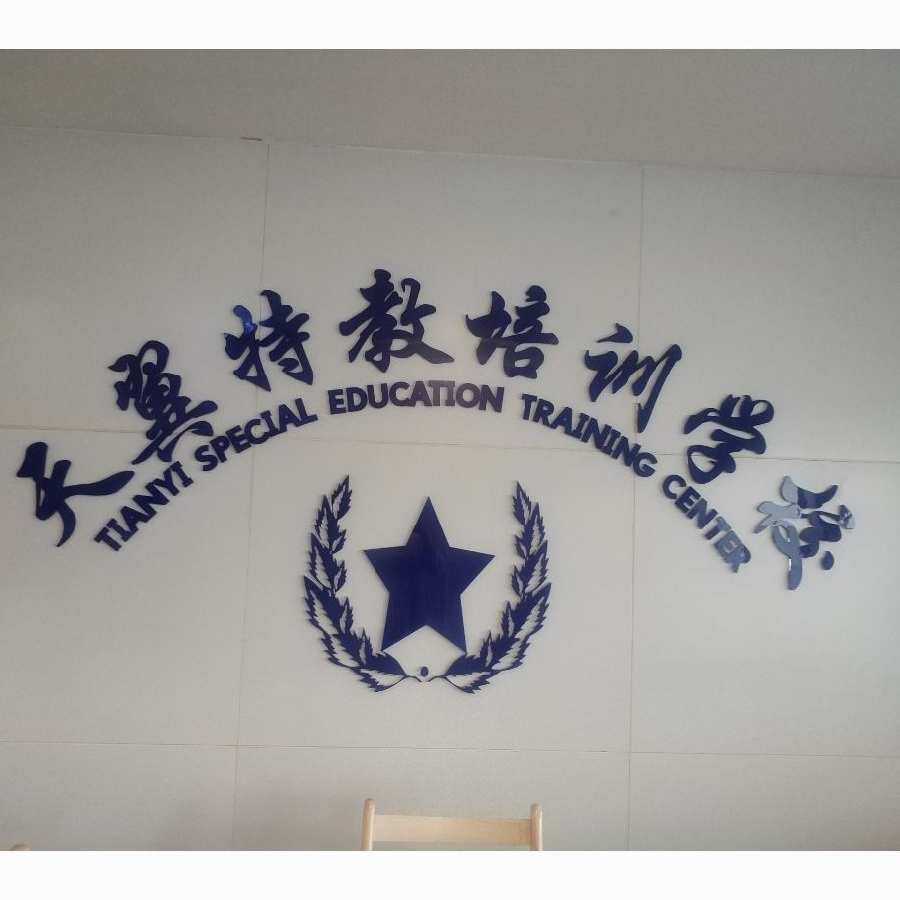 天翼特教培训学校
TIANYI SPECIAL EDUCATION TRAINING CENTER